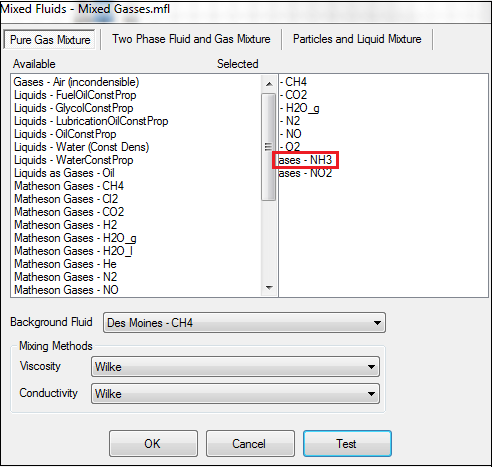 Mixed Fluids - Mixed Gasses.mfl
Pure Gas Mixture Two Phase Fluid and Gas Mixture Particles and Liquid Mixture
Available Selected
Gases - Air (incondensible)
Liquids - FuelOilConstProp
Liquids - GlycolConstProp
Liquids - LubricationOilConstProp
Liquids - OilConstProp
Liquids - Water (Const Dens)
Liquids - WaterConstProp
Liquids as Gases - Oil
Matheson Gases - CH4
Matheson Gases - Cl2
Matheson Gases - CO2
Matheson Gases - H2
Matheson Gases - H2O_g
Matheson Gases - H2O_l
Matheson Gases - He
Matheson Gases - N2
Matheson Gases - NO
- CH4
- CO2
- H2O_g
- N2
- NO
- O2
ases - NH3
ases - NO2
Background Fluid Des Moines - CH4
Mixing Methods
Viscosity Wilke
Conductivity Wilke
OK Cancel Test